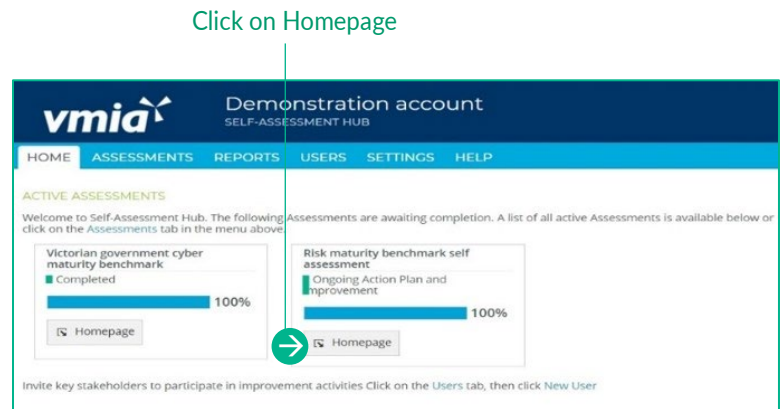 Click on Homepage
vmia
Demonstration account
SELF-ASSESSMENT HUB
HOME ASSESSMENTS REPORTS USERS SETTINGS HELP
ACTIVE ASSESSMENTS
Welcome to Self-Assessment Hub. The following Assessments are awaiting completion. A list of all active Assessments is available below or
click on the Assessments tab in the menu above.
Victorian government cyber
maturity benchmark
Completed
100%
Homepage
Risk maturity benchmark self
assessment
Ongoing Action Plan and
mprovement
100%
Homepage
Invite key stakeholders to participate in improvement activities Click on the Users tab, then click New User